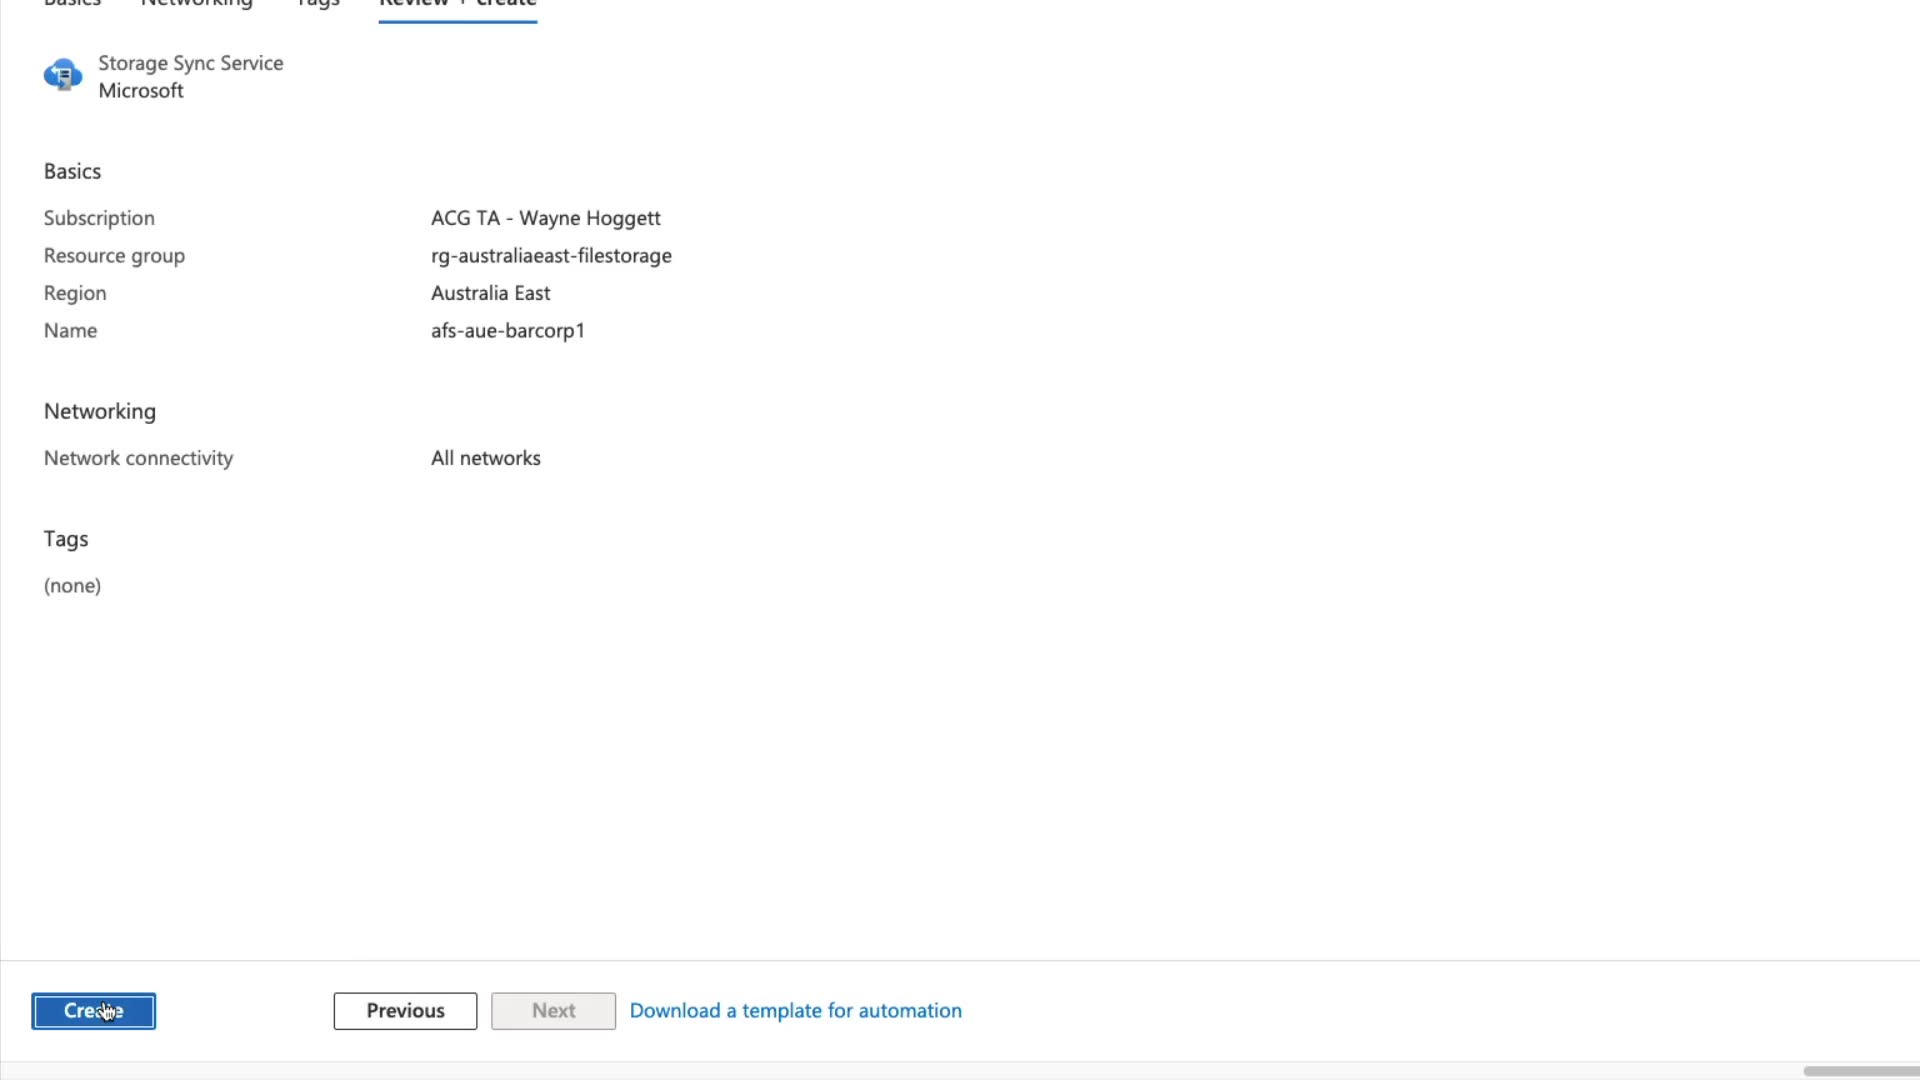 Basics Networking Tags Review + create
Storage Sync Service
Microsoft
Basics
Subscription ACG TA - Wayne Hoggett
Resource group rg-australiaeast-filestorage
Region Australia East
Name afs-aue-barcorp1
Networking
Network connectivity All networks
Tags
(none)
Create Previous Next Download a template for automation